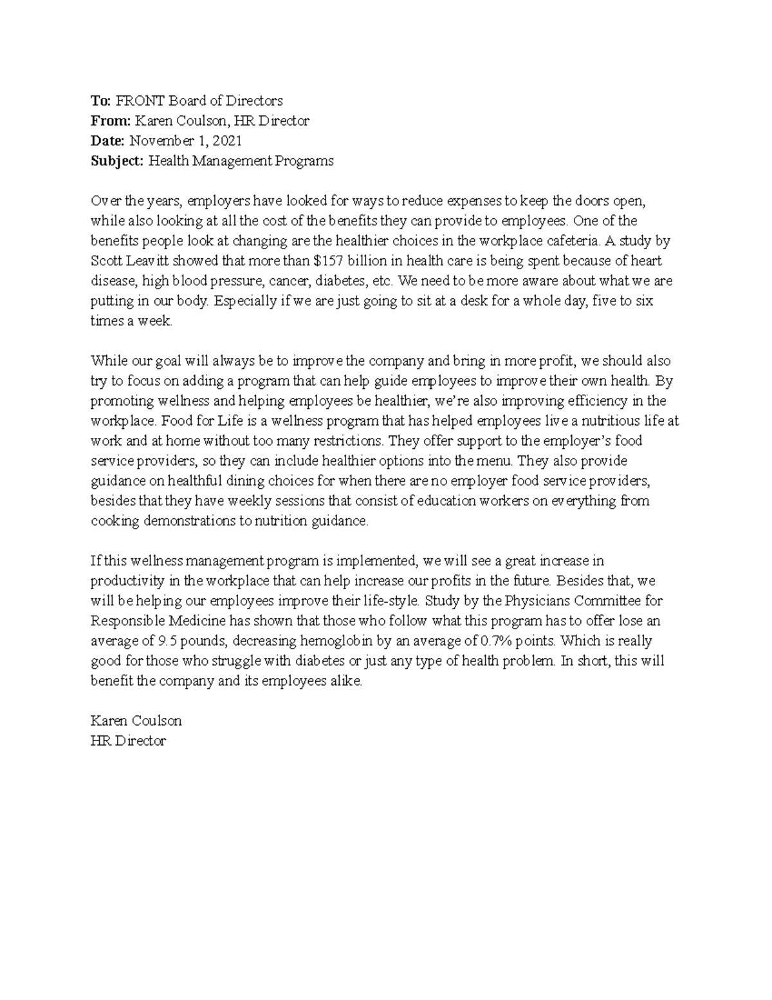 To: FRONT Board of Directors
From: Karen Coulson, HR Director
Date: November 1, 2021
Subject: Health Management Programs
Over the years, employers have looked for ways to reduce expenses to keep the doors open,
while also looking at all the cost of the benefits they can provide to employees. One of the
benefits people look at changing are the healthier choices in the workplace cafeteria. A study by
Scott Leavitt showed that more than $157 billion in health care is being spent because of heart
disease, high blood pressure, cancer, diabetes, etc. We need to be more aware about what we are
putting in our body. Especially if we are just going to sit at a desk for a whole day, five to six
times a week.
While our goal will always be to improve the company and bring in more profit, we should also
try to focus on adding a program that can help guide employees to improve their own health. By
promoting wellness and helping employees be healthier, we're also improving efficiency in the
workplace. Food for Life is a wellness program that has helped employees live a nutritious life at
work and at home without too many restrictions. They offer support to the employer's food
service providers, so they can include healthier options into the menu. They also provide
guidance on healthful dining choices for when there are no employer food service providers,
besides that they have weekly sessions that consist of education workers on everything from
cooking demonstrations to nutrition guidance.
If this wellness management program is implemented, we will see a great increase in
productivity in the workplace that can help increase our profits in the future. Besides that, we
will be helping our employees improve their life-style. Study by the Physicians Committee for
Responsible Medicine has shown that those who follow what this program has to offer lose an
average of 9.5 pounds, decreasing hemoglobin by an average of 0.7% points. Which is really
good for those who struggle with diabetes or just any type of health problem. In short, this will
benefit the company and its employees alike.
Karen Coulson
HR Director